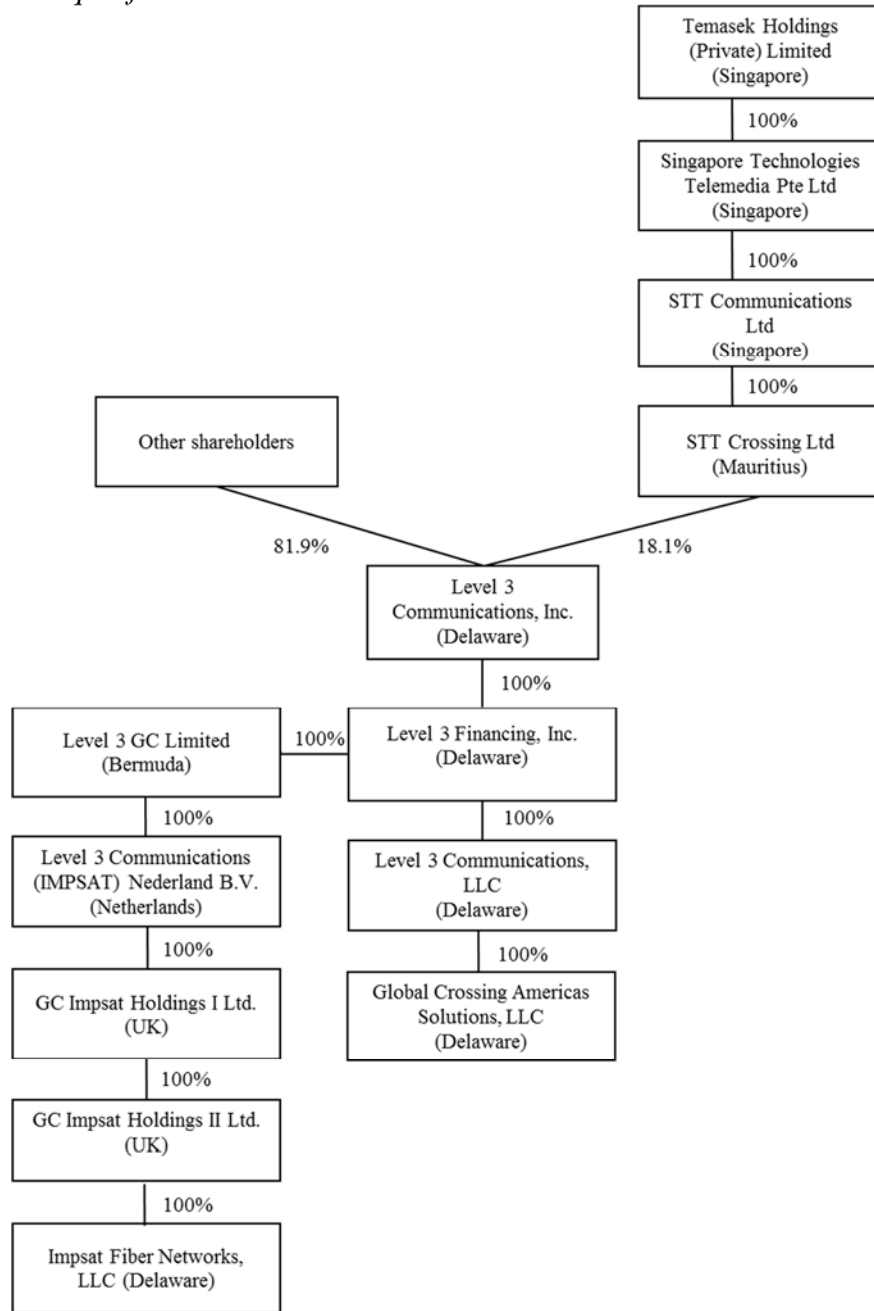 Temasek Holdings
(Private) Limited
(Singapore)
100%
Singapore Technologies
Telemedia Pte Ltd
(Singapore)
100%
STT Communications
Ltd
(Singapore)
100%
Other shareholders
STT Crossing Ltd
(Mauritius)
81.9%
18.1%
Level 3
Communications, Inc.
(Delaware)
100%
Level 3 GC Limited
(Bermuda)
100%
Level 3 Financing, Inc.
(Delaware)
100%
100%
Level 3 Communications
(IMPSAT) Nederland B.V.
(Netherlands)
Level 3 Communications,
LLC
(Delaware)
100%
100%
GC Impsat Holdings I Ltd.
(UK)
Global Crossing Americas
Solutions, LLC
(Delaware)
100%
GC Impsat Holdings II Ltd.
(UK)
100%
Impsat Fiber Networks,
LLC (Delaware)